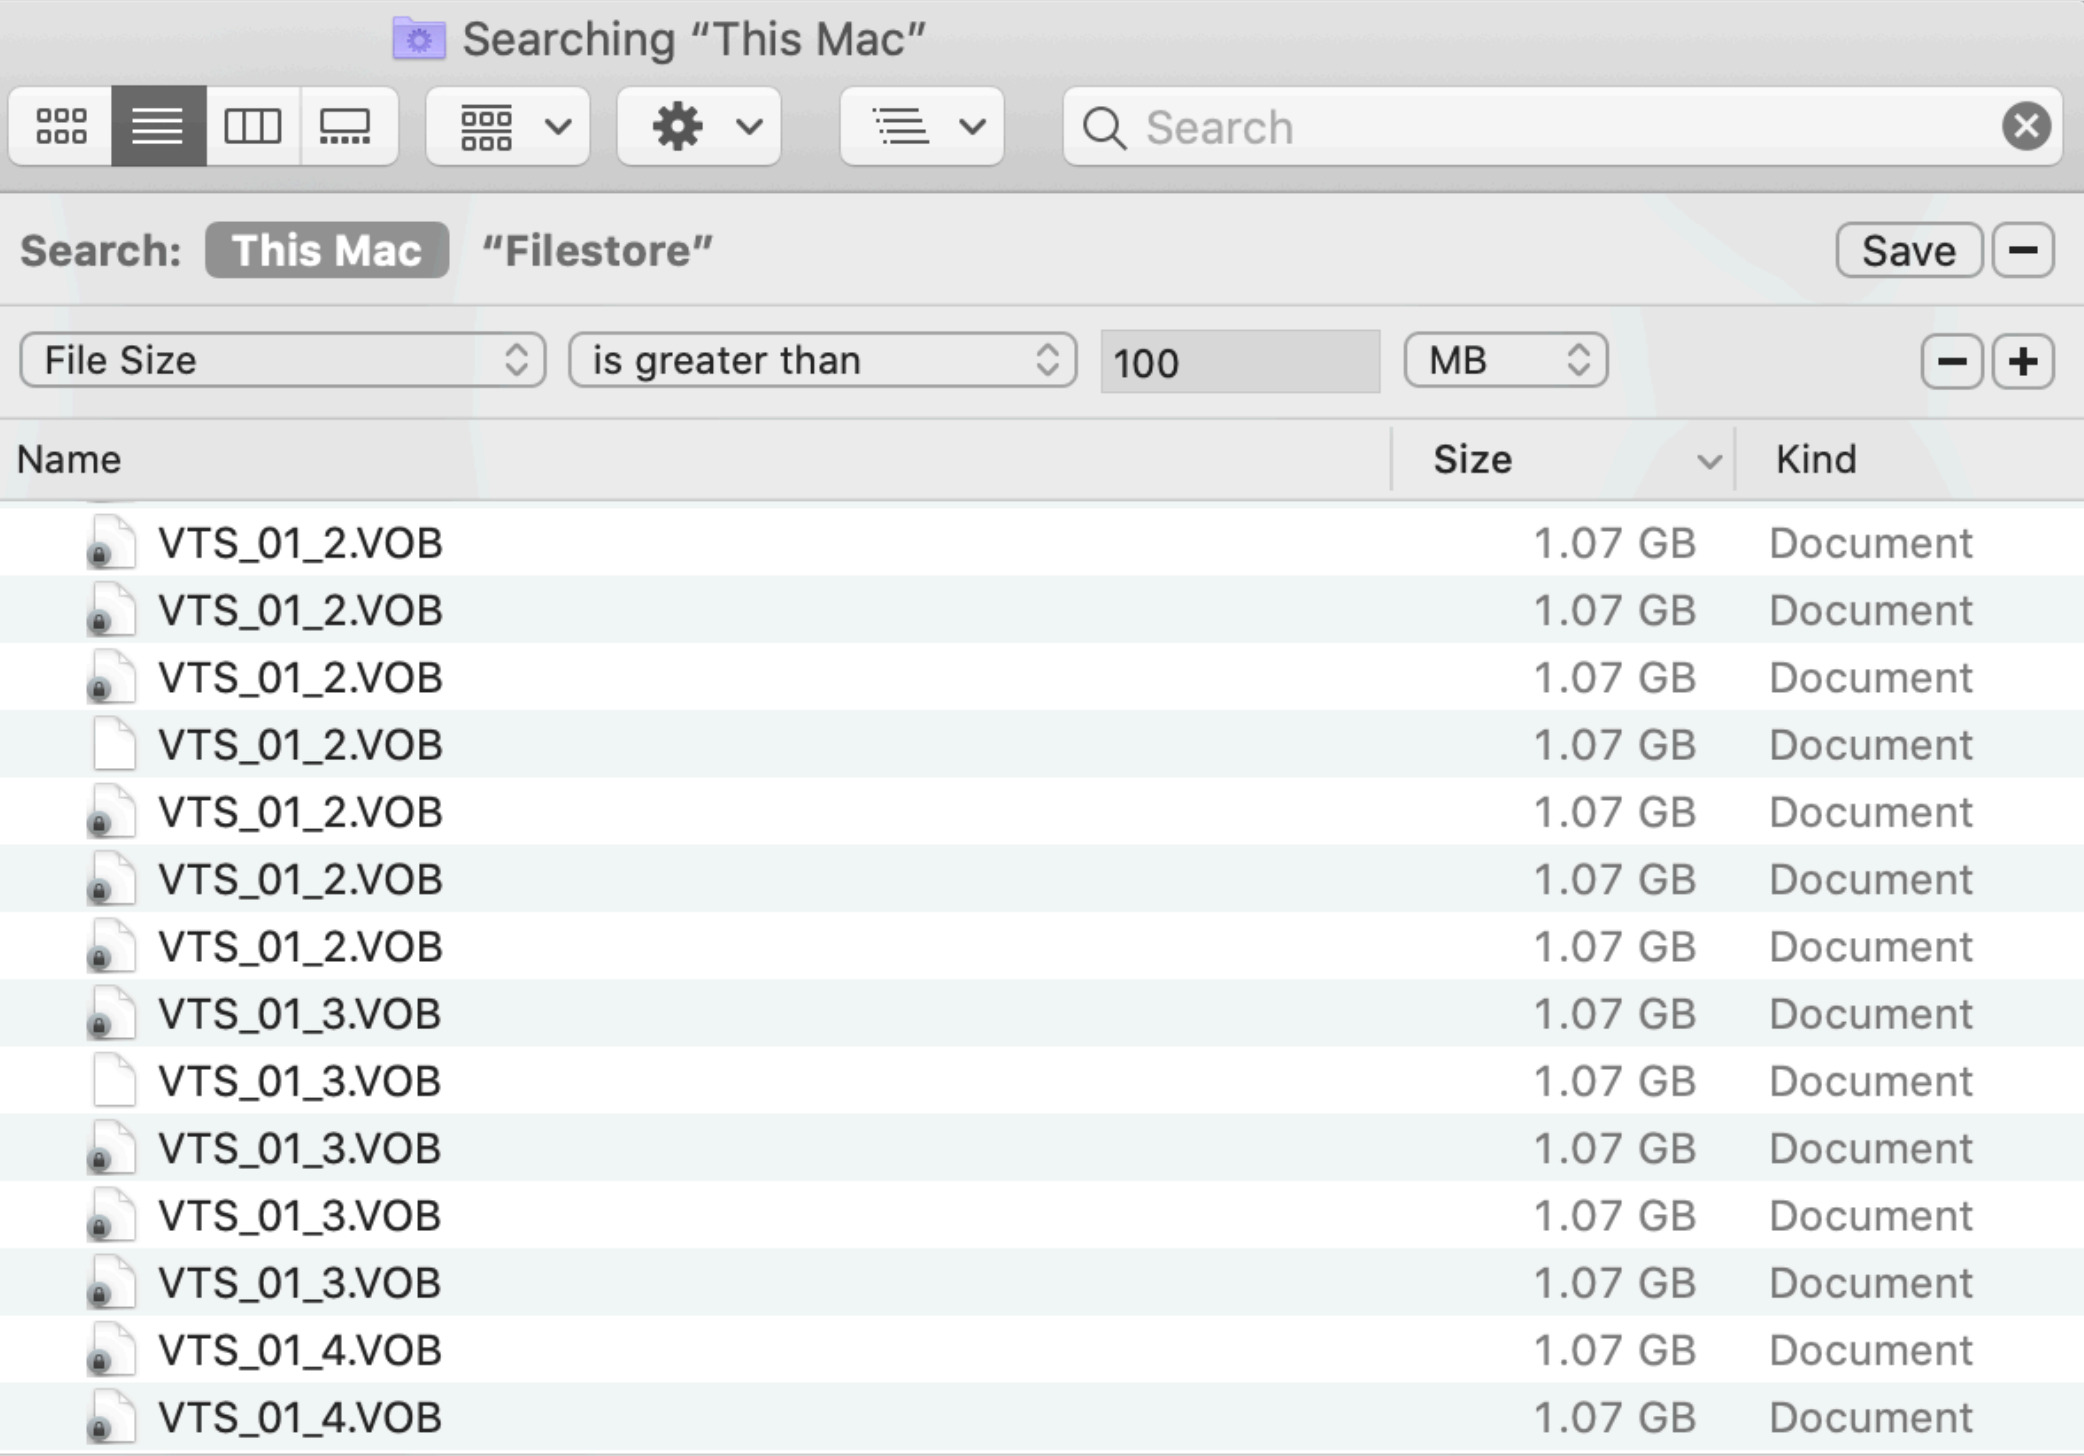 Searching “This Mac”
Search
Search: This Mac “Filestore” Save
File Size is greater than 100 MB
Name Size Kind
VTS_01_2.VOB 1.07 GB Document
VTS_01_2.VOB 1.07 GB Document
VTS_01_2.VOB 1.07 GB Document
VTS_01_2.VOB 1.07 GB Document
VTS_01_2.VOB 1.07 GB Document
VTS_01_2.VOB 1.07 GB Document
VTS_01_2.VOB 1.07 GB Document
VTS_01_3.VOB 1.07 GB Document
VTS_01_3.VOB 1.07 GB Document
VTS_01_3.VOB 1.07 GB Document
VTS_01_3.VOB 1.07 GB Document
VTS_01_3.VOB 1.07 GB Document
VTS_01_4.VOB 1.07 GB Document
VTS_01_4.VOB 1.07 GB Document